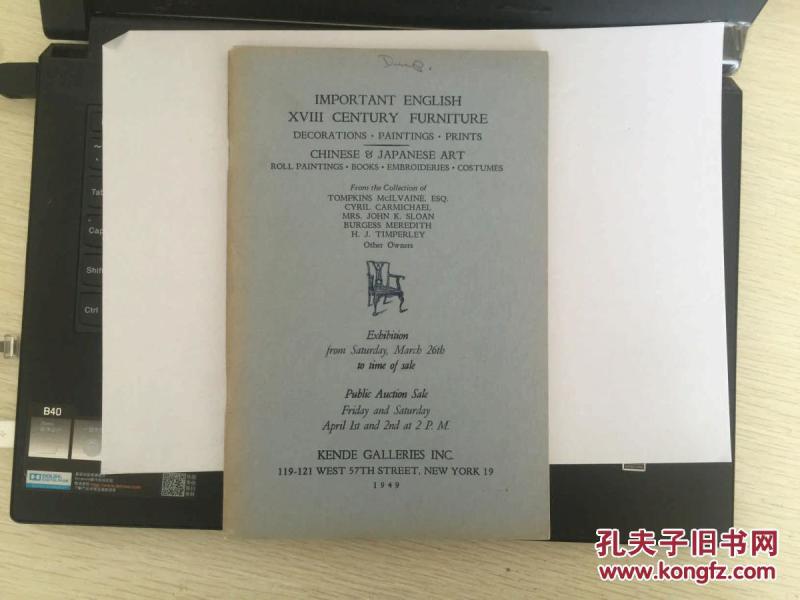 IMPORTANT ENGLISH
XVIII CENTURY FURNITURE
DECORATIONS • PAINTINGS • PRINTS
CHINESE & JAPANESE ART
ROLL PAINTINGS • BOOKS • EMBROIDERIES • COSTUMES
From the Collection of
TOMPKINS McILVAINE, ESQ.
CYRIL CARMICHAEL
MRS. JOHN K. SLOAN
BURGESS MEREDITH
H. J. TIMPERLEY
Other Owners
Exhibition
from Saturday, March 26th
to time of sale
Public Auction Sale
Friday and Saturday
April 1st and 2nd at 2 P. M.
KENDE GALLERIES INC.
119-121 WEST 57TH STREET, NEW YORK 19
1949
Tab
Cap
Shift
Ctrl
B40
DOLBY
孔夫子旧书网
www.kongfz.com